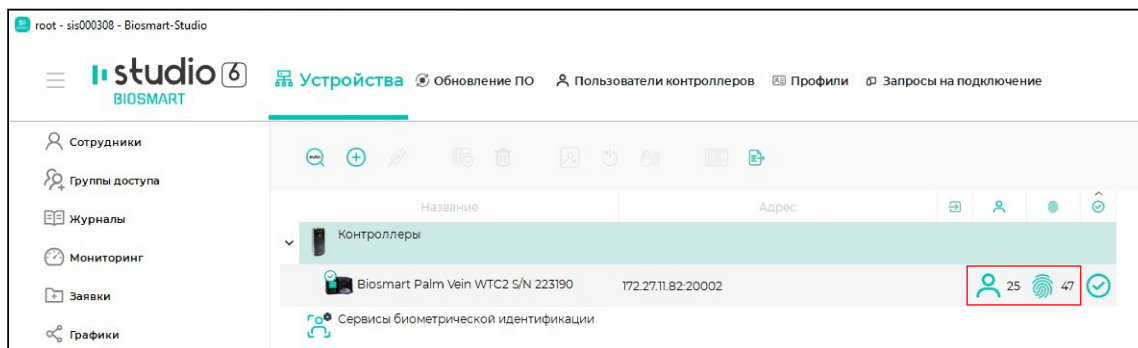 root - sis000308 - Biosmart-Studio
studio 6
BIOSMART
Устройства Обновление ПО Пользователи контроллеров Профили Запросы на подключение
Сотрудники
Группы доступа
Журналы
Мониторинг
Заявки
Графики
auto
Название Адрес
Контроллеры
Biosmart Palm Vein WTC2 S/N 223190 172.27.11.82:20002 25 47
Сервисы биометрической идентификации